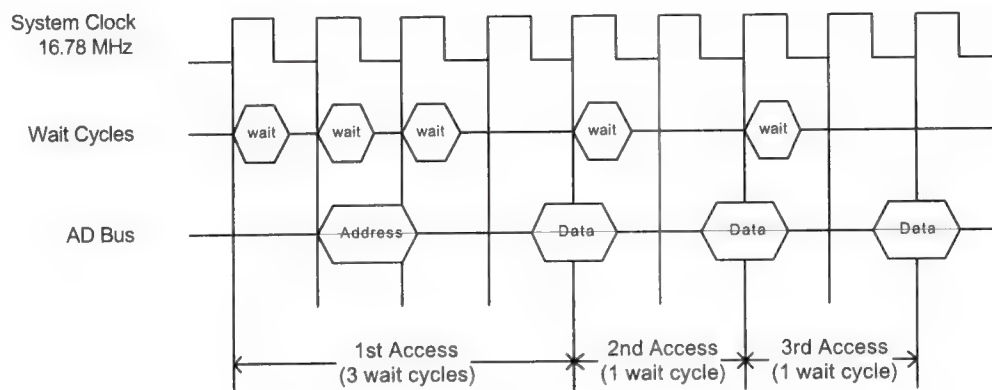 System Clock
16.78 MHz
Wait Cycles
wait
wait
wait
wait
wait
AD Bus
Address
Data
Data
Data
1st Access
(3 wait cycles)
2nd Access
(1 wait cycle)
3rd Access
(1 wait cycle)